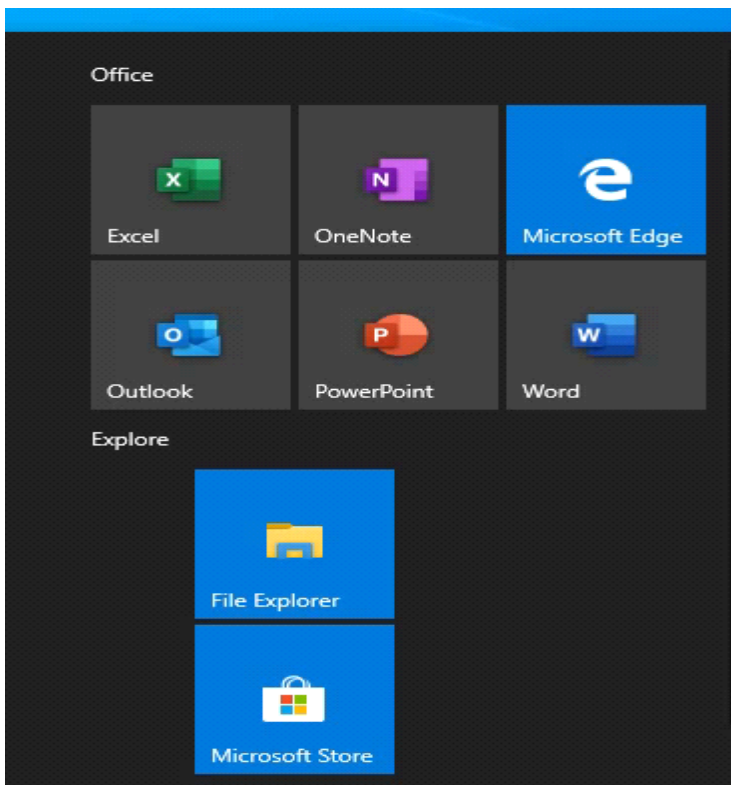 Office
Excel
OneNote
Microsoft Edge
Outlook
PowerPoint
Word
Explore
File Explorer
Microsoft Store